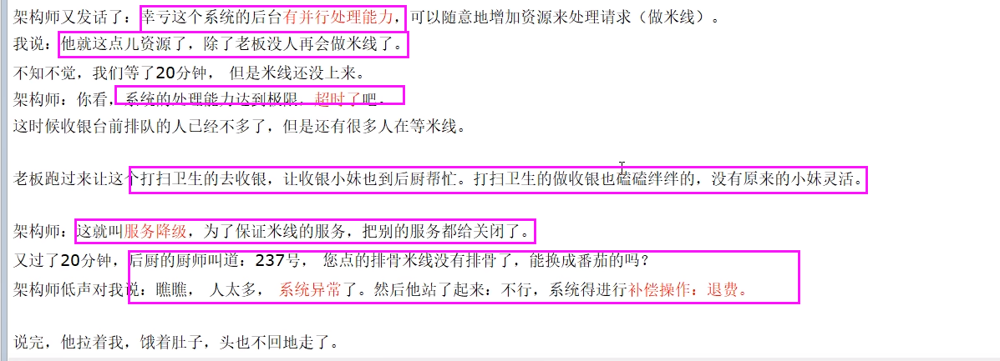 架构师又发话了：幸亏这个系统的后台有并行处理能力，可以随意地增加资源来处理请求（做米线）。
我说：他就这点儿资源了，除了老板没人再会做米线了。
不知不觉，我们等了20分钟， 但是米线还没上来。
架构师：你看，系统的处理能力达到极限，超时了吧。
这时候收银台前排队的人已经不多了，但是还有很多人在等米线。
老板跑过来让这个打扫卫生的去收银，让收银小妹也到后厨帮忙。打扫卫生的做收银也磕磕绊绊的，没有原来的小妹灵活。
架构师：这就叫服务降级，为了保证米线的服务，把别的服务都给关闭了。
又过了20分钟，后厨的厨师叫道：237号， 您点的排骨米线没有排骨了，能换成番茄的吗？
架构师低声对我说：瞧瞧， 人太多， 系统异常了。然后他站了起来：不行，系统得进行补偿操作：退费。
说完，他拉着我，饿着肚子，头也不回地走了。